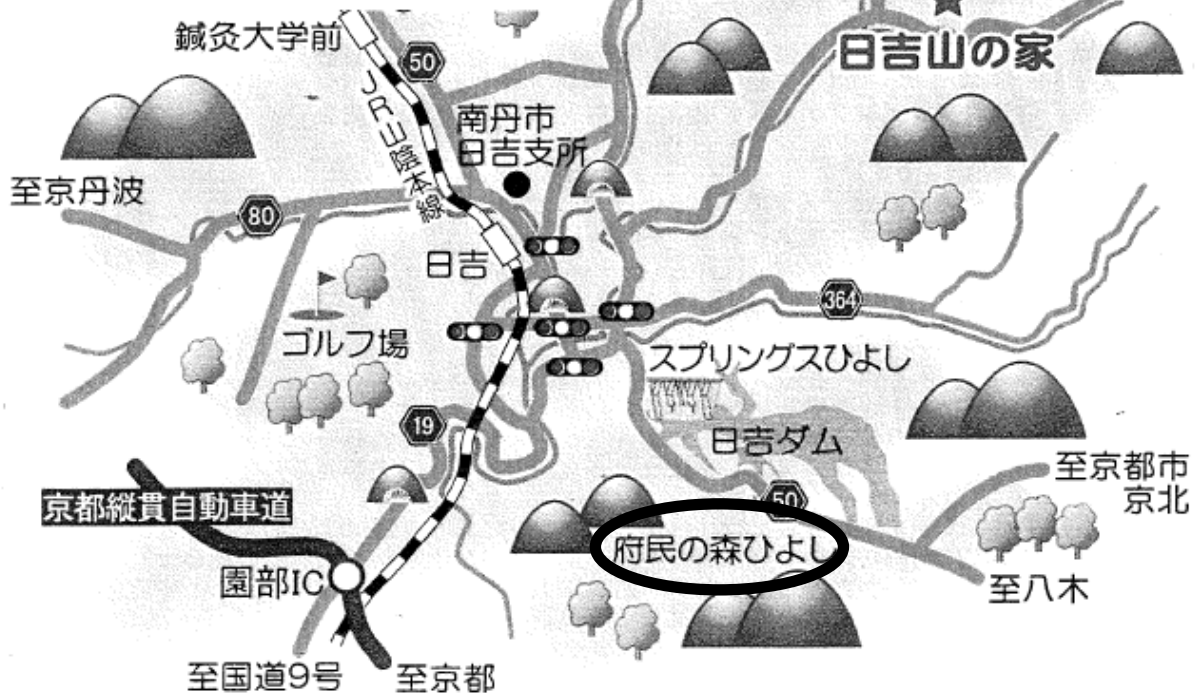 鍼灸大学前
50
日吉山の家
JR山陰本線
南丹市
日吉支所
至京丹波
80
日吉
364
ゴルフ場
スプリングスひよし
19
日吉ダム
至京都市
京北
京都縦貫自動車道
50
府民の森ひよし
園部IC
至八木
至国道9号
至京都